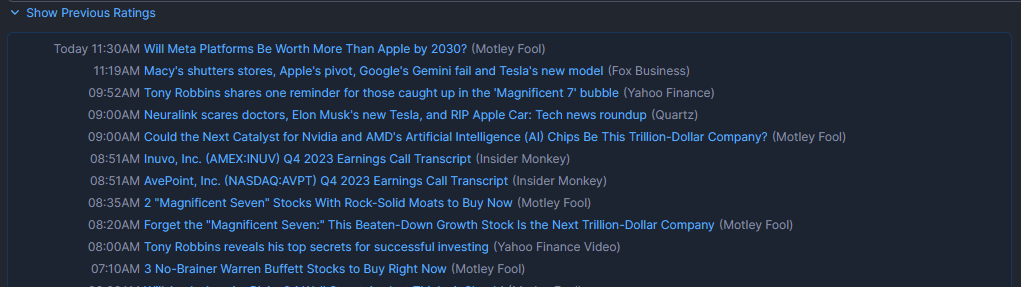 Show Previous Ratings
Today 11:30AM Will Meta Platforms Be Worth More Than Apple by 2030? (Motley Fool)
11:19AM Macy's shutters stores, Apple's pivot, Google's Gemini fail and Tesla's new model (Fox Business)
09:52AM Tony Robbins shares one reminder for those caught up in the 'Magnificent 7' bubble (Yahoo Finance)
09:00AM Neuralink scares doctors, Elon Musk's new Tesla, and RIP Apple Car: Tech news roundup (Quartz)
09:00AM Could the Next Catalyst for Nvidia and AMD's Artificial Intelligence (AI) Chips Be This Trillion-Dollar Company? (Motley Fool)
08:51AM Inuvo, Inc. (AMEX:INUV) Q4 2023 Earnings Call Transcript (Insider Monkey)
08:51AM AvePoint, Inc. (NASDAQ:AVPT) Q4 2023 Earnings Call Transcript (Insider Monkey)
08:35AM 2 "Magnificent Seven" Stocks With Rock-Solid Moats to Buy Now (Motley Fool)
08:20AM Forget the "Magnificent Seven:" This Beaten-Down Growth Stock Is the Next Trillion-Dollar Company (Motley Fool)
08:00AM Tony Robbins reveals his top secrets for successful investing (Yahoo Finance Video)
07:10AM 3 No-Brainer Warren Buffett Stocks to Buy Right Now (Motley Fool)